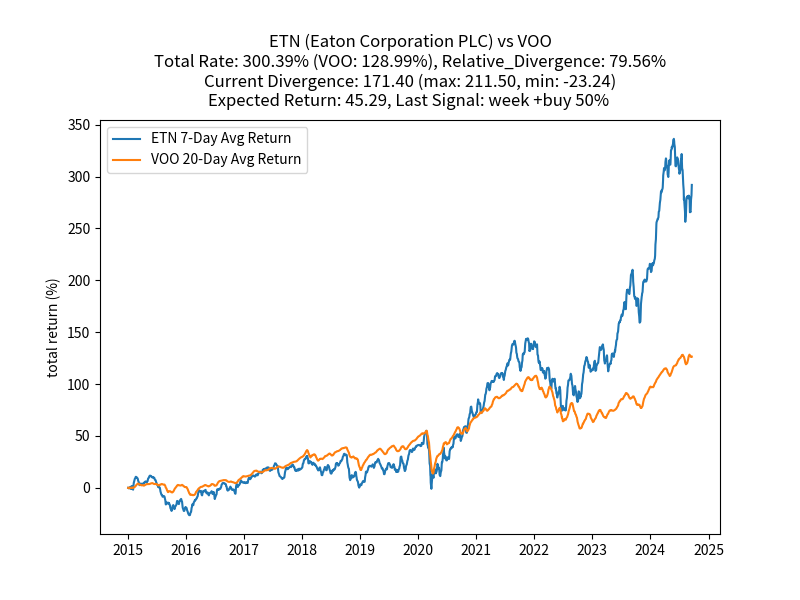 ETN (Eaton Corporation PLC) vs VOO
Total Rate: 300.39% (VOO: 128.99%), Relative_Divergence: 79.56%
Current Divergence: 171.40 (max: 211.50, min: -23.24)
Expected Return: 45.29, Last Signal: week +buy 50%
ETN 7-Day Avg Return
VOO 20-Day Avg Return
total return (%)
350
300
250
200
150
100
50
0
2015
2016
2017
2018
2019
2020
2021
2022
2023
2024
2025